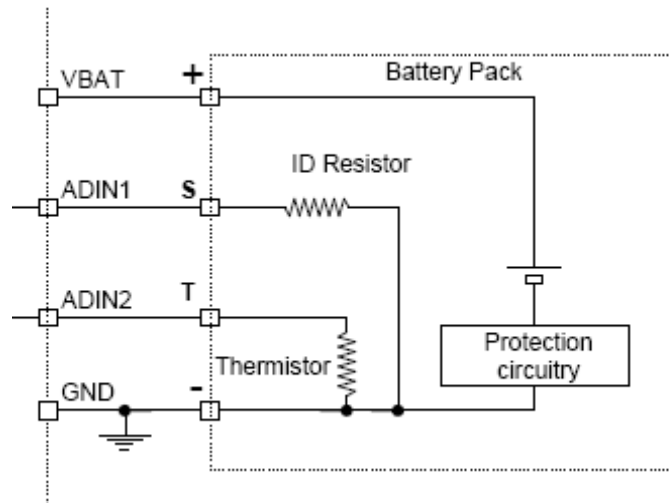 VBAT
+
Battery Pack
ID Resistor
ADIN1
S
ADIN2
T
Thermistor
Protection
circuitry
GND
-